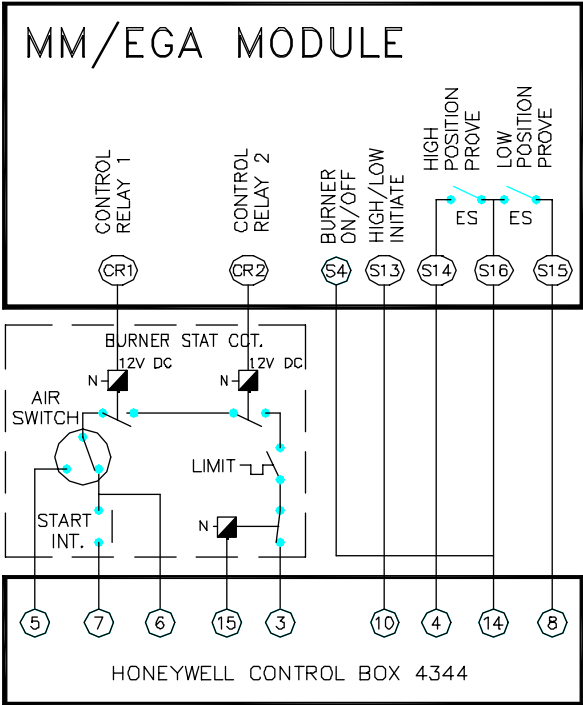 MM/EGA MODULE
CONTROL
RELAY 1
CONTROL
RELAY 2
BURNER
ON/OFF
HIGH/LOW
INITIATE
HIGH
POSITION
PROVE
LOW
POSITION
PROVE
ES
ES
CR1
CR2
S4
S13
S14
S16
S15
BURNER STAT CCT.
12V DC
12V DC
N
N
AIR
SWITCH
LIMIT
START
INT.
N
5
7
6
15
3
10
4
14
8
HONEYWELL CONTROL BOX 4344